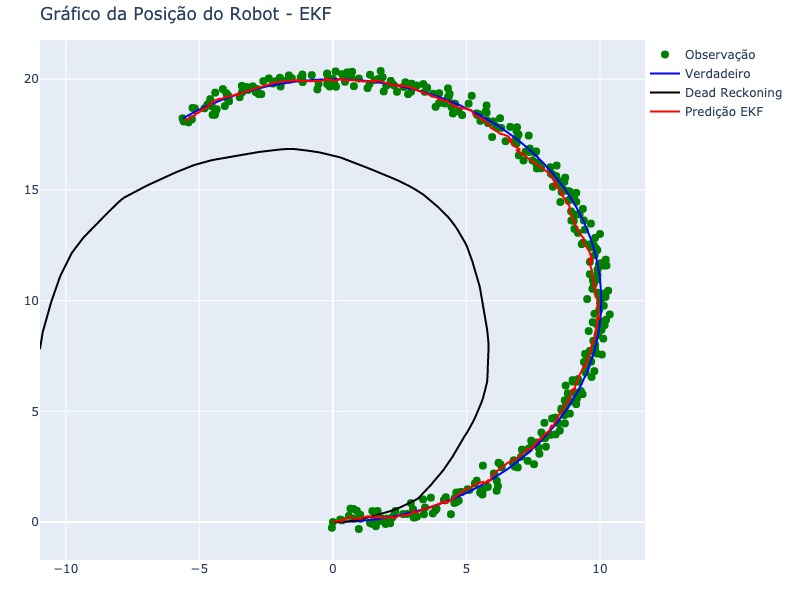 Gráfico da Posição do Robot - EKF
Observação
Verdadeiro
Dead Reckoning
Predição EKF
20
15
10
5
0
−10 −5 0 5 10